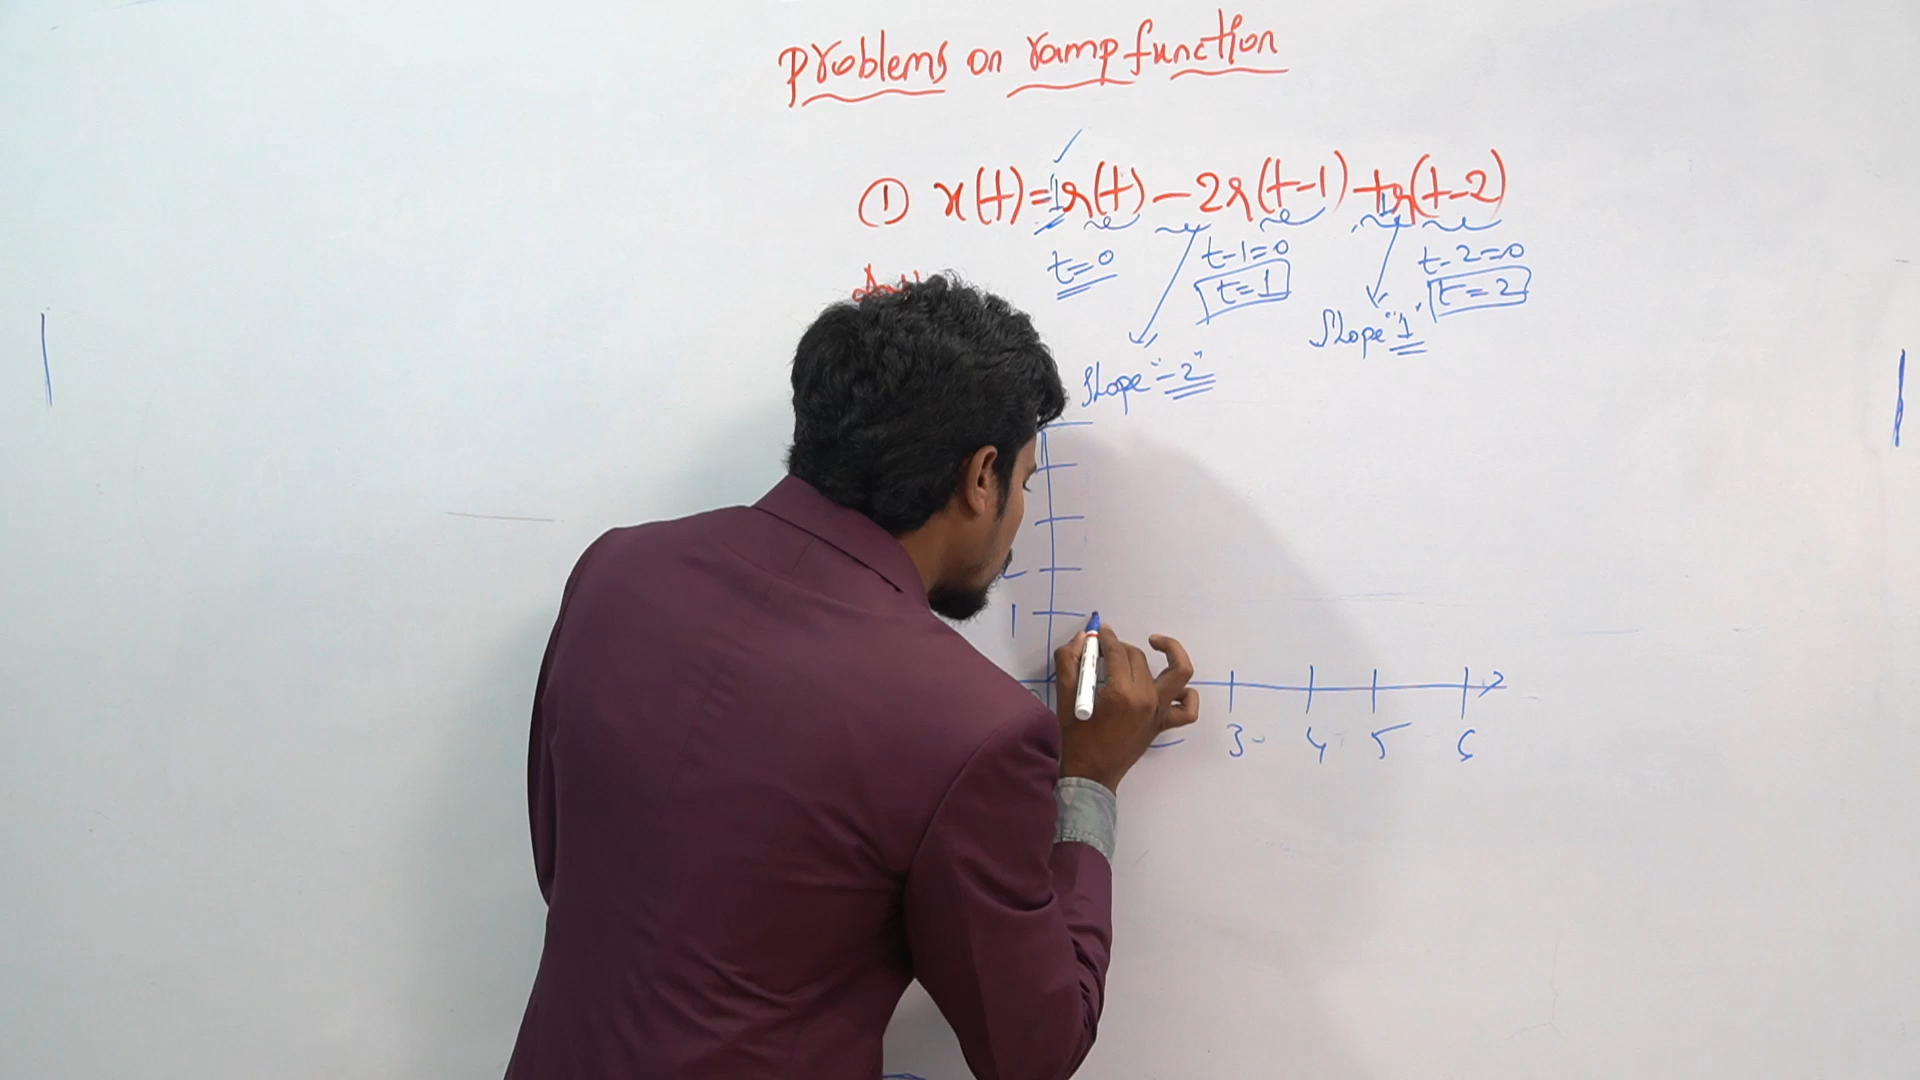 Problems on ramp function
① x(t)=1r(t) - 2r(t-1) + 1r(t-2)
t=0 t-1=0 t-2=0
t=1 t=2
Slope "1"
Slope "-2"
1
3 4 5 6